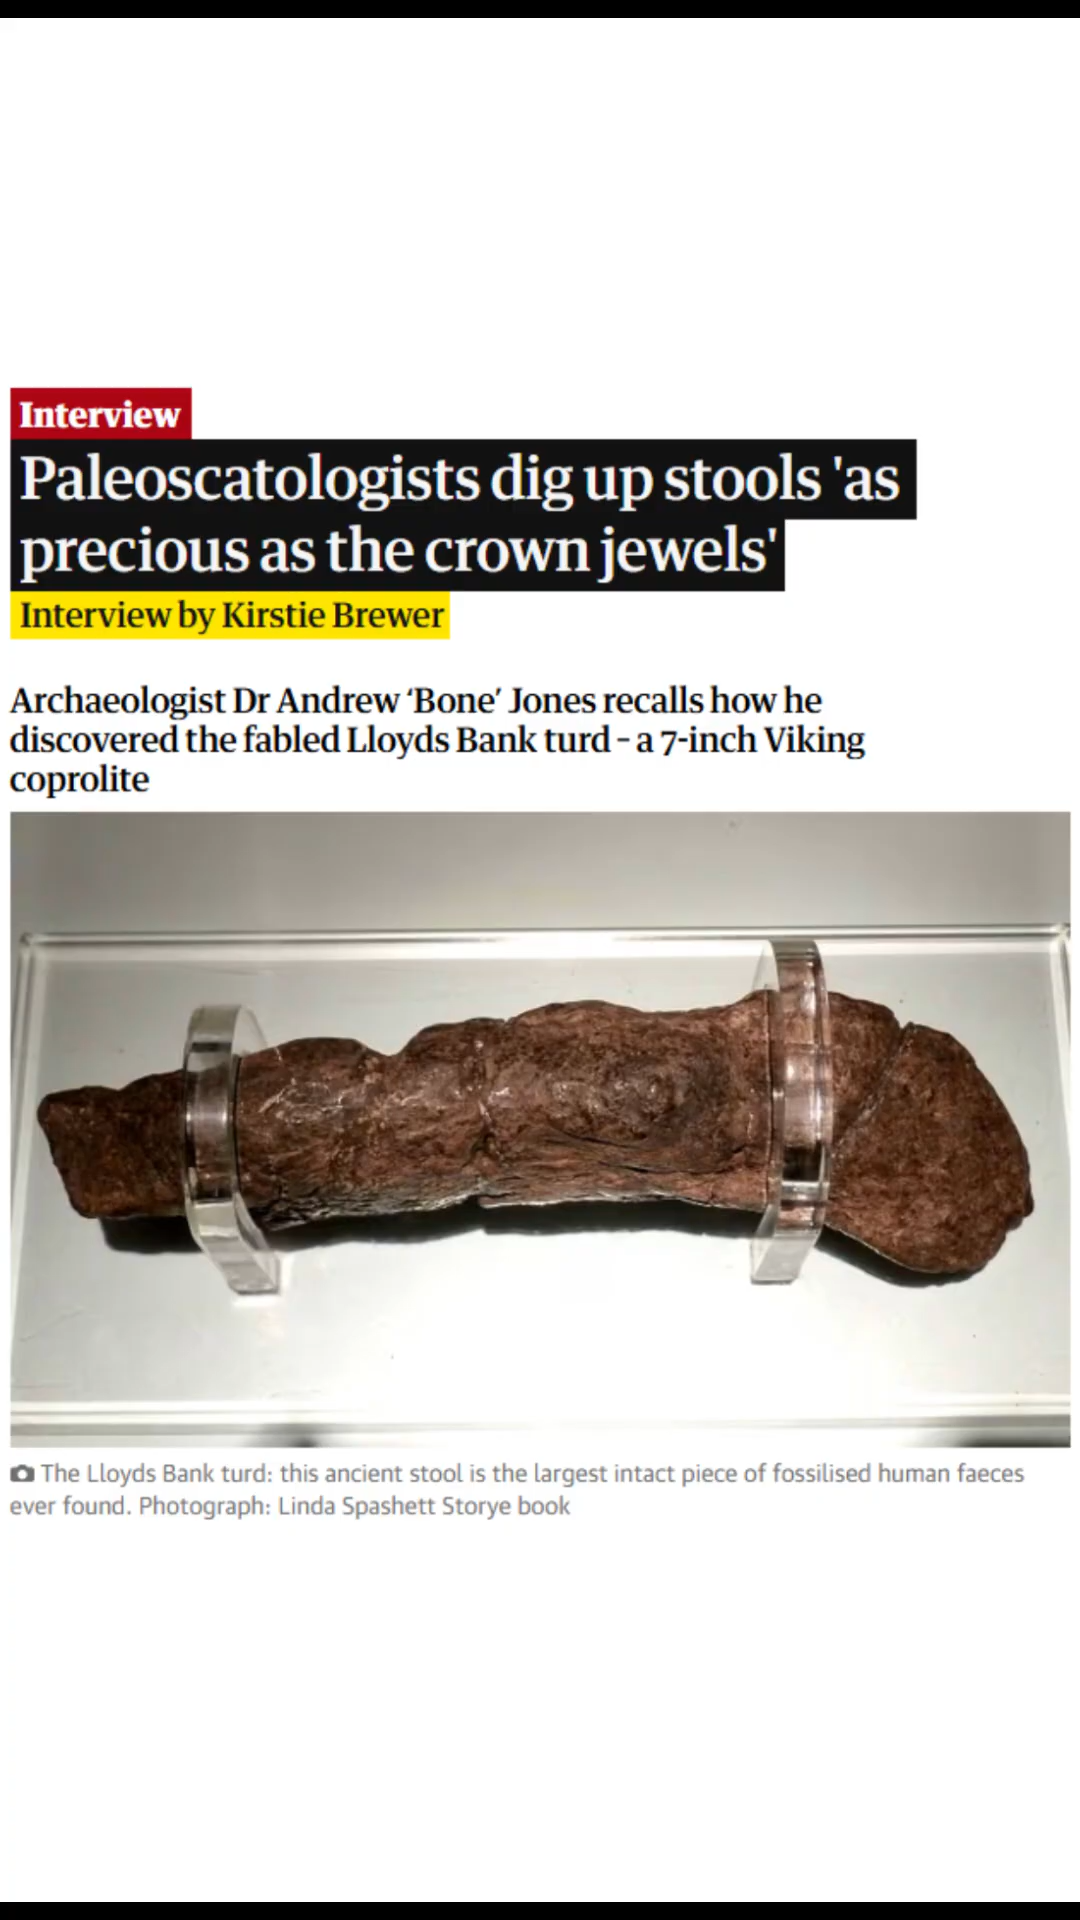 Interview
Paleoscatologists dig up stools 'as
precious as the crown jewels'
Interview by Kirstie Brewer
Archaeologist Dr Andrew ‘Bone’ Jones recalls how he
discovered the fabled Lloyds Bank turd – a 7-inch Viking
coprolite
The Lloyds Bank turd: this ancient stool is the largest intact piece of fossilised human faeces
ever found. Photograph: Linda Spashett Storye book